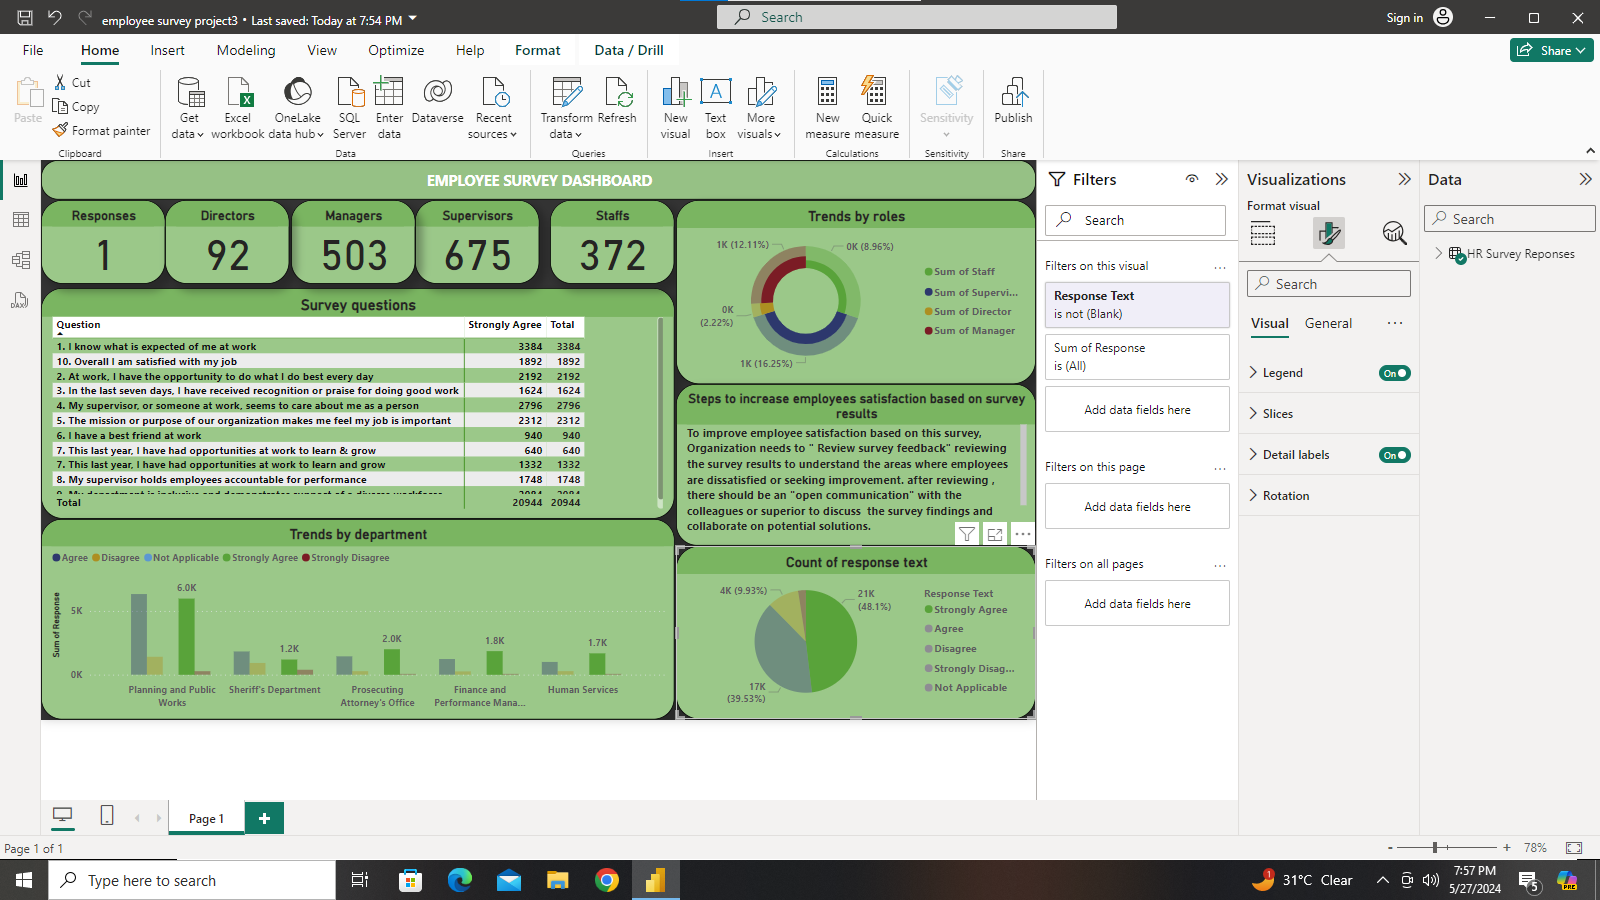 employee survey project3 • Last saved: Today at 7:54 PM
Search
Sign in
File
Home
Insert
Modeling
View
Optimize
Help
Format
Data / Drill
Share
Paste
Cut
Copy
Format painter
Clipboard
Get data
Excel workbook
OneLake data hub
SQL Server
Enter data
Dataverse
Recent sources
Data
Transform data
Refresh
Queries
New visual
Text box
More visuals
Insert
New measure
Quick measure
Calculations
Sensitivity
Sensitivity
Publish
Share
EMPLOYEE SURVEY DASHBOARD
Responses
1
Directors
92
Managers
503
Supervisors
675
Staffs
372
Survey questions
Question Strongly Agree Total
1. I know what is expected of me at work 3384 3384
10. Overall I am satisfied with my job 1892 1892
2. At work, I have the opportunity to do what I do best every day 2192 2192
3. In the last seven days, I have received recognition or praise for doing good work 1624 1624
4. My supervisor, or someone at work, seems to care about me as a person 2796 2796
5. The mission or purpose of our organization makes me feel my job is important 2312 2312
6. I have a best friend at work 940 940
7. This last year, I have had opportunities at work to learn & grow 640 640
7. This last year, I have had opportunities at work to learn and grow 1332 1332
8. My supervisor holds employees accountable for performance 1748 1748
Total 20944 20944
Trends by department
Agree Disagree Not Applicable Strongly Agree Strongly Disagree
Sum of Response
5K
0K
6.0K
1.2K
2.0K
1.8K
1.7K
Planning and Public Works
Sheriff's Department
Prosecuting Attorney's Office
Finance and Performance Mana...
Human Services
Trends by roles
1K (12.11%)
0K (8.96%)
0K (2.22%)
1K (16.25%)
Sum of Staff
Sum of Supervi...
Sum of Director
Sum of Manager
Steps to increase employees satisfaction based on survey
results
To improve employee satisfaction based on this survey,
Organization needs to " Review survey feedback" reviewing
the survey results to understand the areas where employees
are dissatisfied or seeking improvement. after reviewing ,
there should be an "open communication" with the
colleagues or superior to discuss the survey findings and
collaborate on potential solutions.
Count of response text
4K (9.93%)
21K (48.1%)
17K (39.53%)
Response Text
Strongly Agree
Agree
Disagree
Strongly Disag...
Not Applicable
Filters
Search
Filters on this visual
Response Text
is not (Blank)
Sum of Response
is (All)
Add data fields here
Filters on this page
Add data fields here
Filters on all pages
Add data fields here
Visualizations
Format visual
Search
Visual
General
Legend
On
Slices
Detail labels
On
Rotation
Data
Search
HR Survey Reponses
Page 1
Page 1 of 1
- + 78%
Type here to search
1
31°C Clear
7:57 PM
5/27/2024
5
PRE
DAX